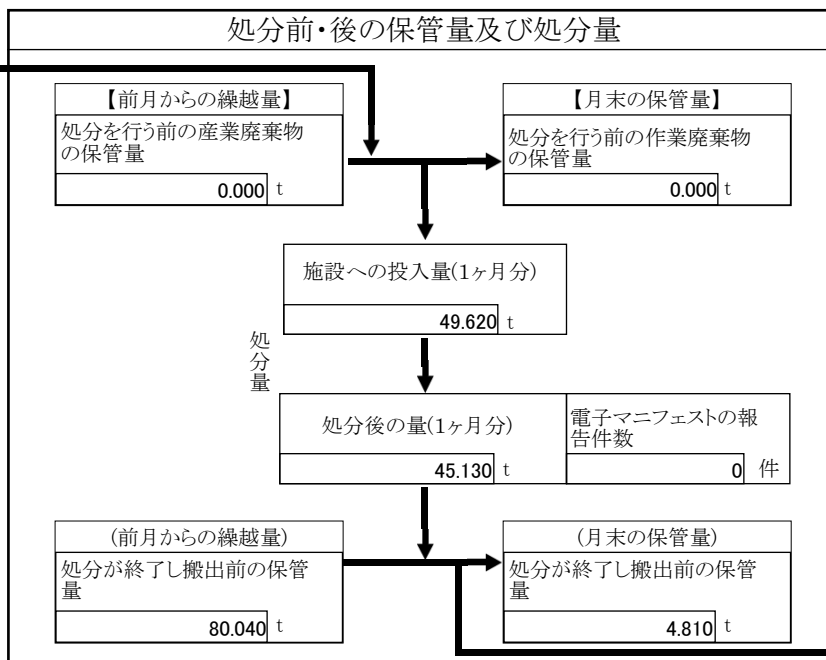 処分前・後の保管量及び処分量
【前月からの繰越量】
処分を行う前の産業廃棄物
の保管量
0.000 t
【月末の保管量】
処分を行う前の作業廃棄物
の保管量
0.000 t
施設への投入量(1ヶ月分)
49.620 t
処分量
処分後の量(1ヶ月分)
45.130 t
電子マニフェストの報
告件数
0 件
(前月からの繰越量)
処分が終了し搬出前の保管
量
80.040 t
(月末の保管量)
処分が終了し搬出前の保管
量
4.810 t